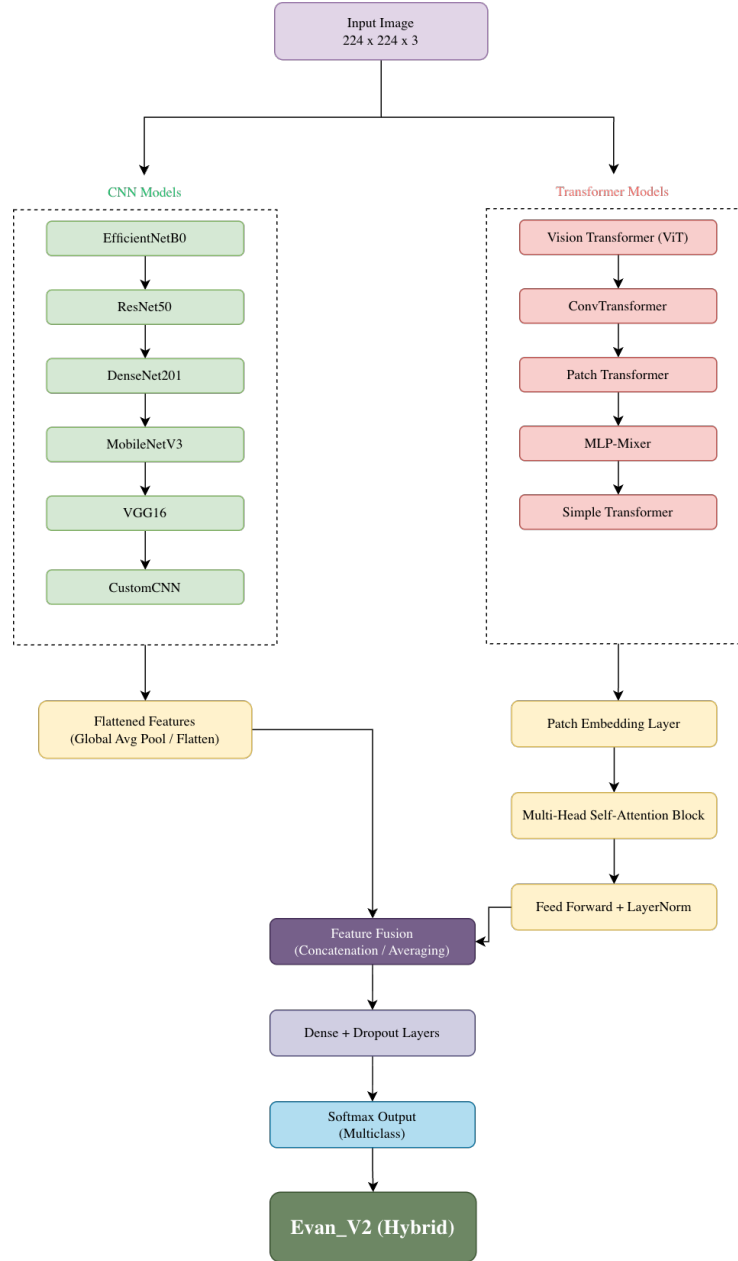 Input Image
224 x 224 x 3
CNN Models
EfficientNetB0
ResNet50
DenseNet201
MobileNetV3
VGG16
CustomCNN
Flattened Features
(Global Avg Pool / Flatten)
Transformer Models
Vision Transformer (ViT)
ConvTransformer
Patch Transformer
MLP-Mixer
Simple Transformer
Patch Embedding Layer
Multi-Head Self-Attention Block
Feed Forward + LayerNorm
Feature Fusion
(Concatenation / Averaging)
Dense + Dropout Layers
Softmax Output
(Multiclass)
Evan_V2 (Hybrid)